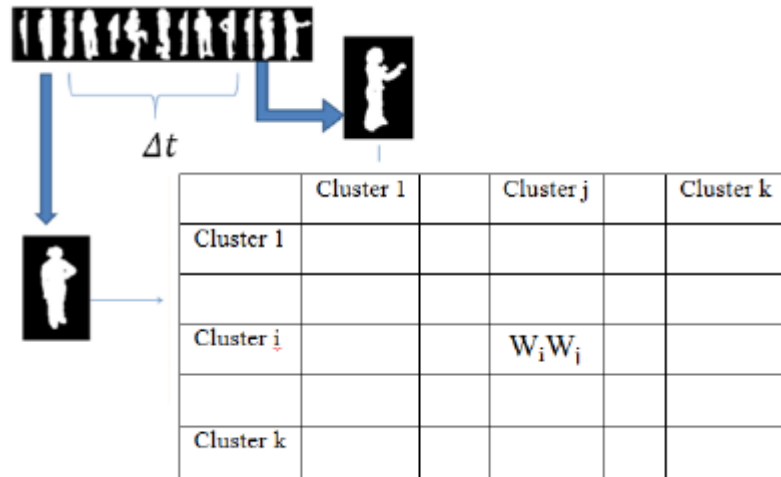 Δt
Cluster 1 Cluster j Cluster k
Cluster 1
Cluster i WᵢWⱼ
Cluster k